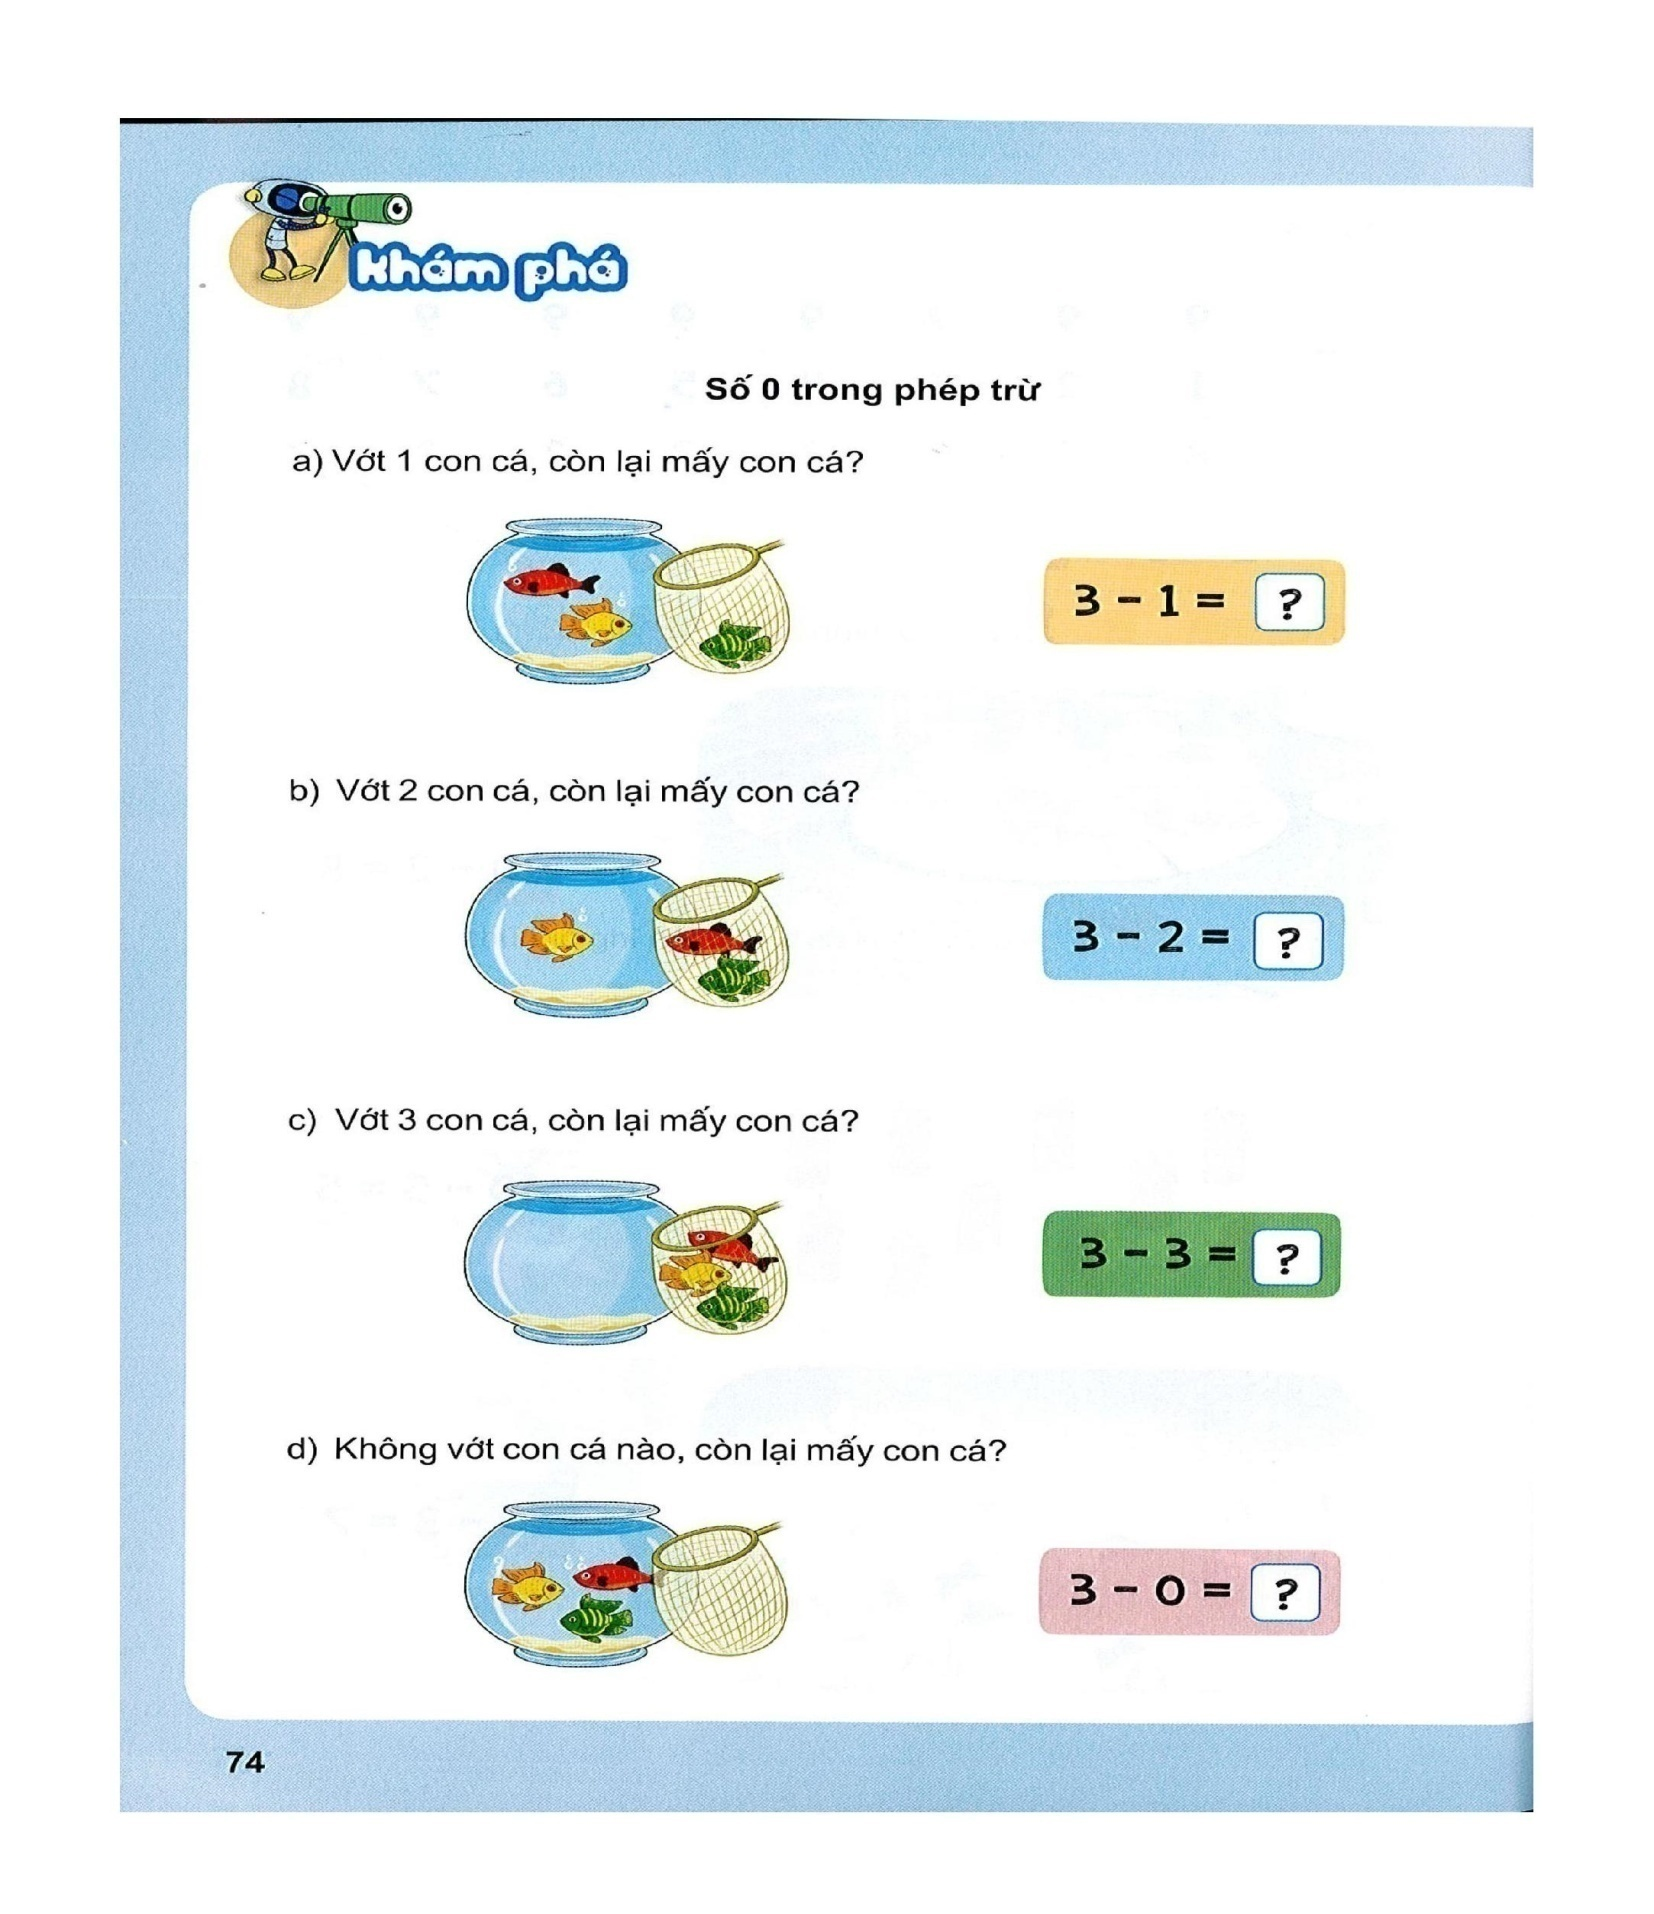 Khám phá
Số 0 trong phép trừ
a) Vớt 1 con cá, còn lại mấy con cá?
3 - 1 = ?
b) Vớt 2 con cá, còn lại mấy con cá?
3 - 2 = ?
c) Vớt 3 con cá, còn lại mấy con cá?
3 - 3 = ?
d) Không vớt con cá nào, còn lại mấy con cá?
3 - 0 = ?
74